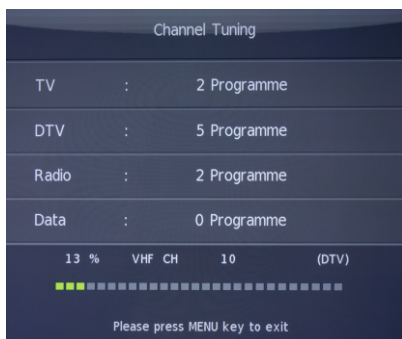 Channel Tuning
TV : 2 Programme
DTV : 5 Programme
Radio : 2 Programme
Data : 0 Programme
13 % VHF CH 10 (DTV)
Please press MENU key to exit